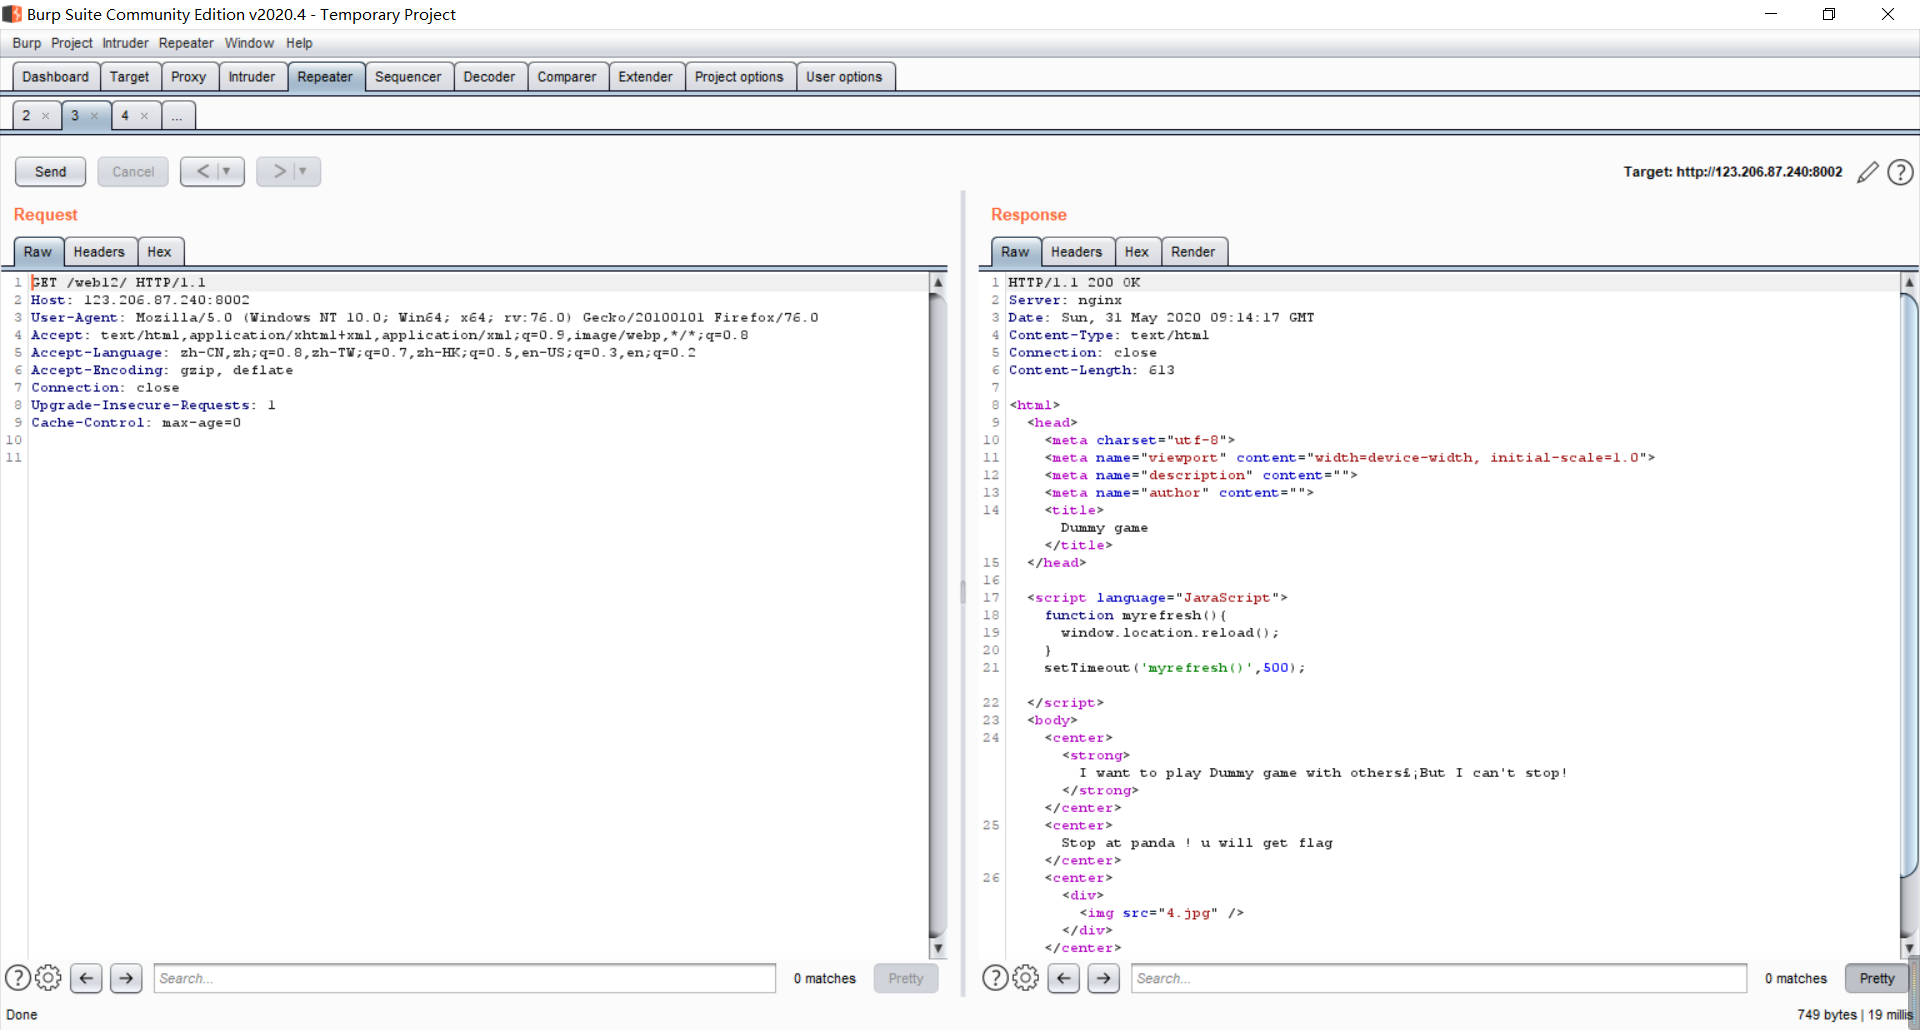 Burp Suite Community Edition v2020.4 - Temporary Project
Burp Project Intruder Repeater Window Help
Dashboard Target Proxy Intruder Repeater Sequencer Decoder Comparer Extender Project options User options
2 × 3 × 4 × ...
Send Cancel < > Target: http://123.206.87.240:8002
Request
Raw Headers Hex
1 GET /web12/ HTTP/1.1
2 Host: 123.206.87.240:8002
3 User-Agent: Mozilla/5.0 (Windows NT 10.0; Win64; x64; rv:76.0) Gecko/20100101 Firefox/76.0
4 Accept: text/html,application/xhtml+xml,application/xml;q=0.9,image/webp,*/*;q=0.8
5 Accept-Language: zh-CN,zh;q=0.8,zh-TW;q=0.7,zh-HK;q=0.5,en-US;q=0.3,en;q=0.2
6 Accept-Encoding: gzip, deflate
7 Connection: close
8 Upgrade-Insecure-Requests: 1
9 Cache-Control: max-age=0
10
11
Search... 0 matches Pretty
Response
Raw Headers Hex Render
1 HTTP/1.1 200 OK
2 Server: nginx
3 Date: Sun, 31 May 2020 09:14:17 GMT
4 Content-Type: text/html
5 Connection: close
6 Content-Length: 613
7
8 <html>
9 <head>
10 <meta charset="utf-8">
11 <meta name="viewport" content="width=device-width, initial-scale=1.0">
12 <meta name="description" content="">
13 <meta name="author" content="">
14 <title>
Dummy game
</title>
15 </head>
16
17 <script language="JavaScript">
18 function myrefresh(){
19 window.location.reload();
20 }
21 setTimeout('myrefresh()',500);
22 </script>
23 <body>
24 <center>
<strong>
I want to play Dummy game with others£¡But I can't stop!
</strong>
</center>
25 <center>
Stop at panda ! u will get flag
</center>
26 <center>
<div>
<img src="4.jpg" />
</div>
</center>
Search... 0 matches Pretty
Done 749 bytes | 19 millis